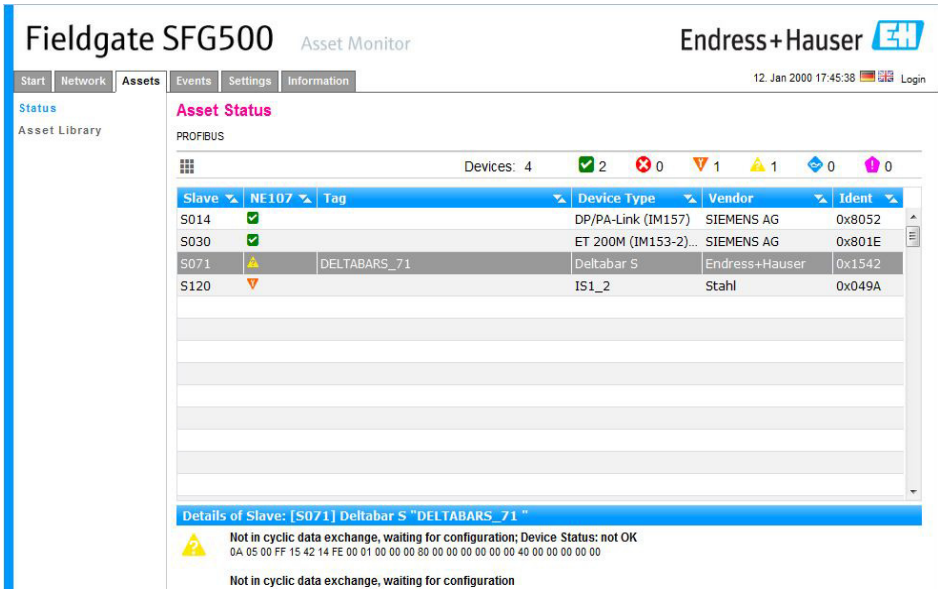 Fieldgate SFG500 Asset Monitor
Endress+Hauser EH
Start Network Assets Events Settings Information
12. Jan 2000 17:45:38 Login
Status
Asset Library
Asset Status
PROFIBUS
Devices: 4 2 0 1 1 0 0
Slave NE107 Tag Device Type Vendor Ident
S014 DP/PA-Link (IM157) SIEMENS AG 0x8052
S030 ET 200M (IM153-2)... SIEMENS AG 0x801E
S071 DELTABARS_71 Deltabar S Endress+Hauser 0x1542
S120 IS1_2 Stahl 0x049A
Details of Slave: [S071] Deltabar S "DELTABARS_71 "
Not in cyclic data exchange, waiting for configuration; Device Status: not OK
0A 05 00 FF 15 42 14 FE 00 01 00 00 00 80 00 00 00 00 00 00 40 00 00 00 00 00
Not in cyclic data exchange, waiting for configuration